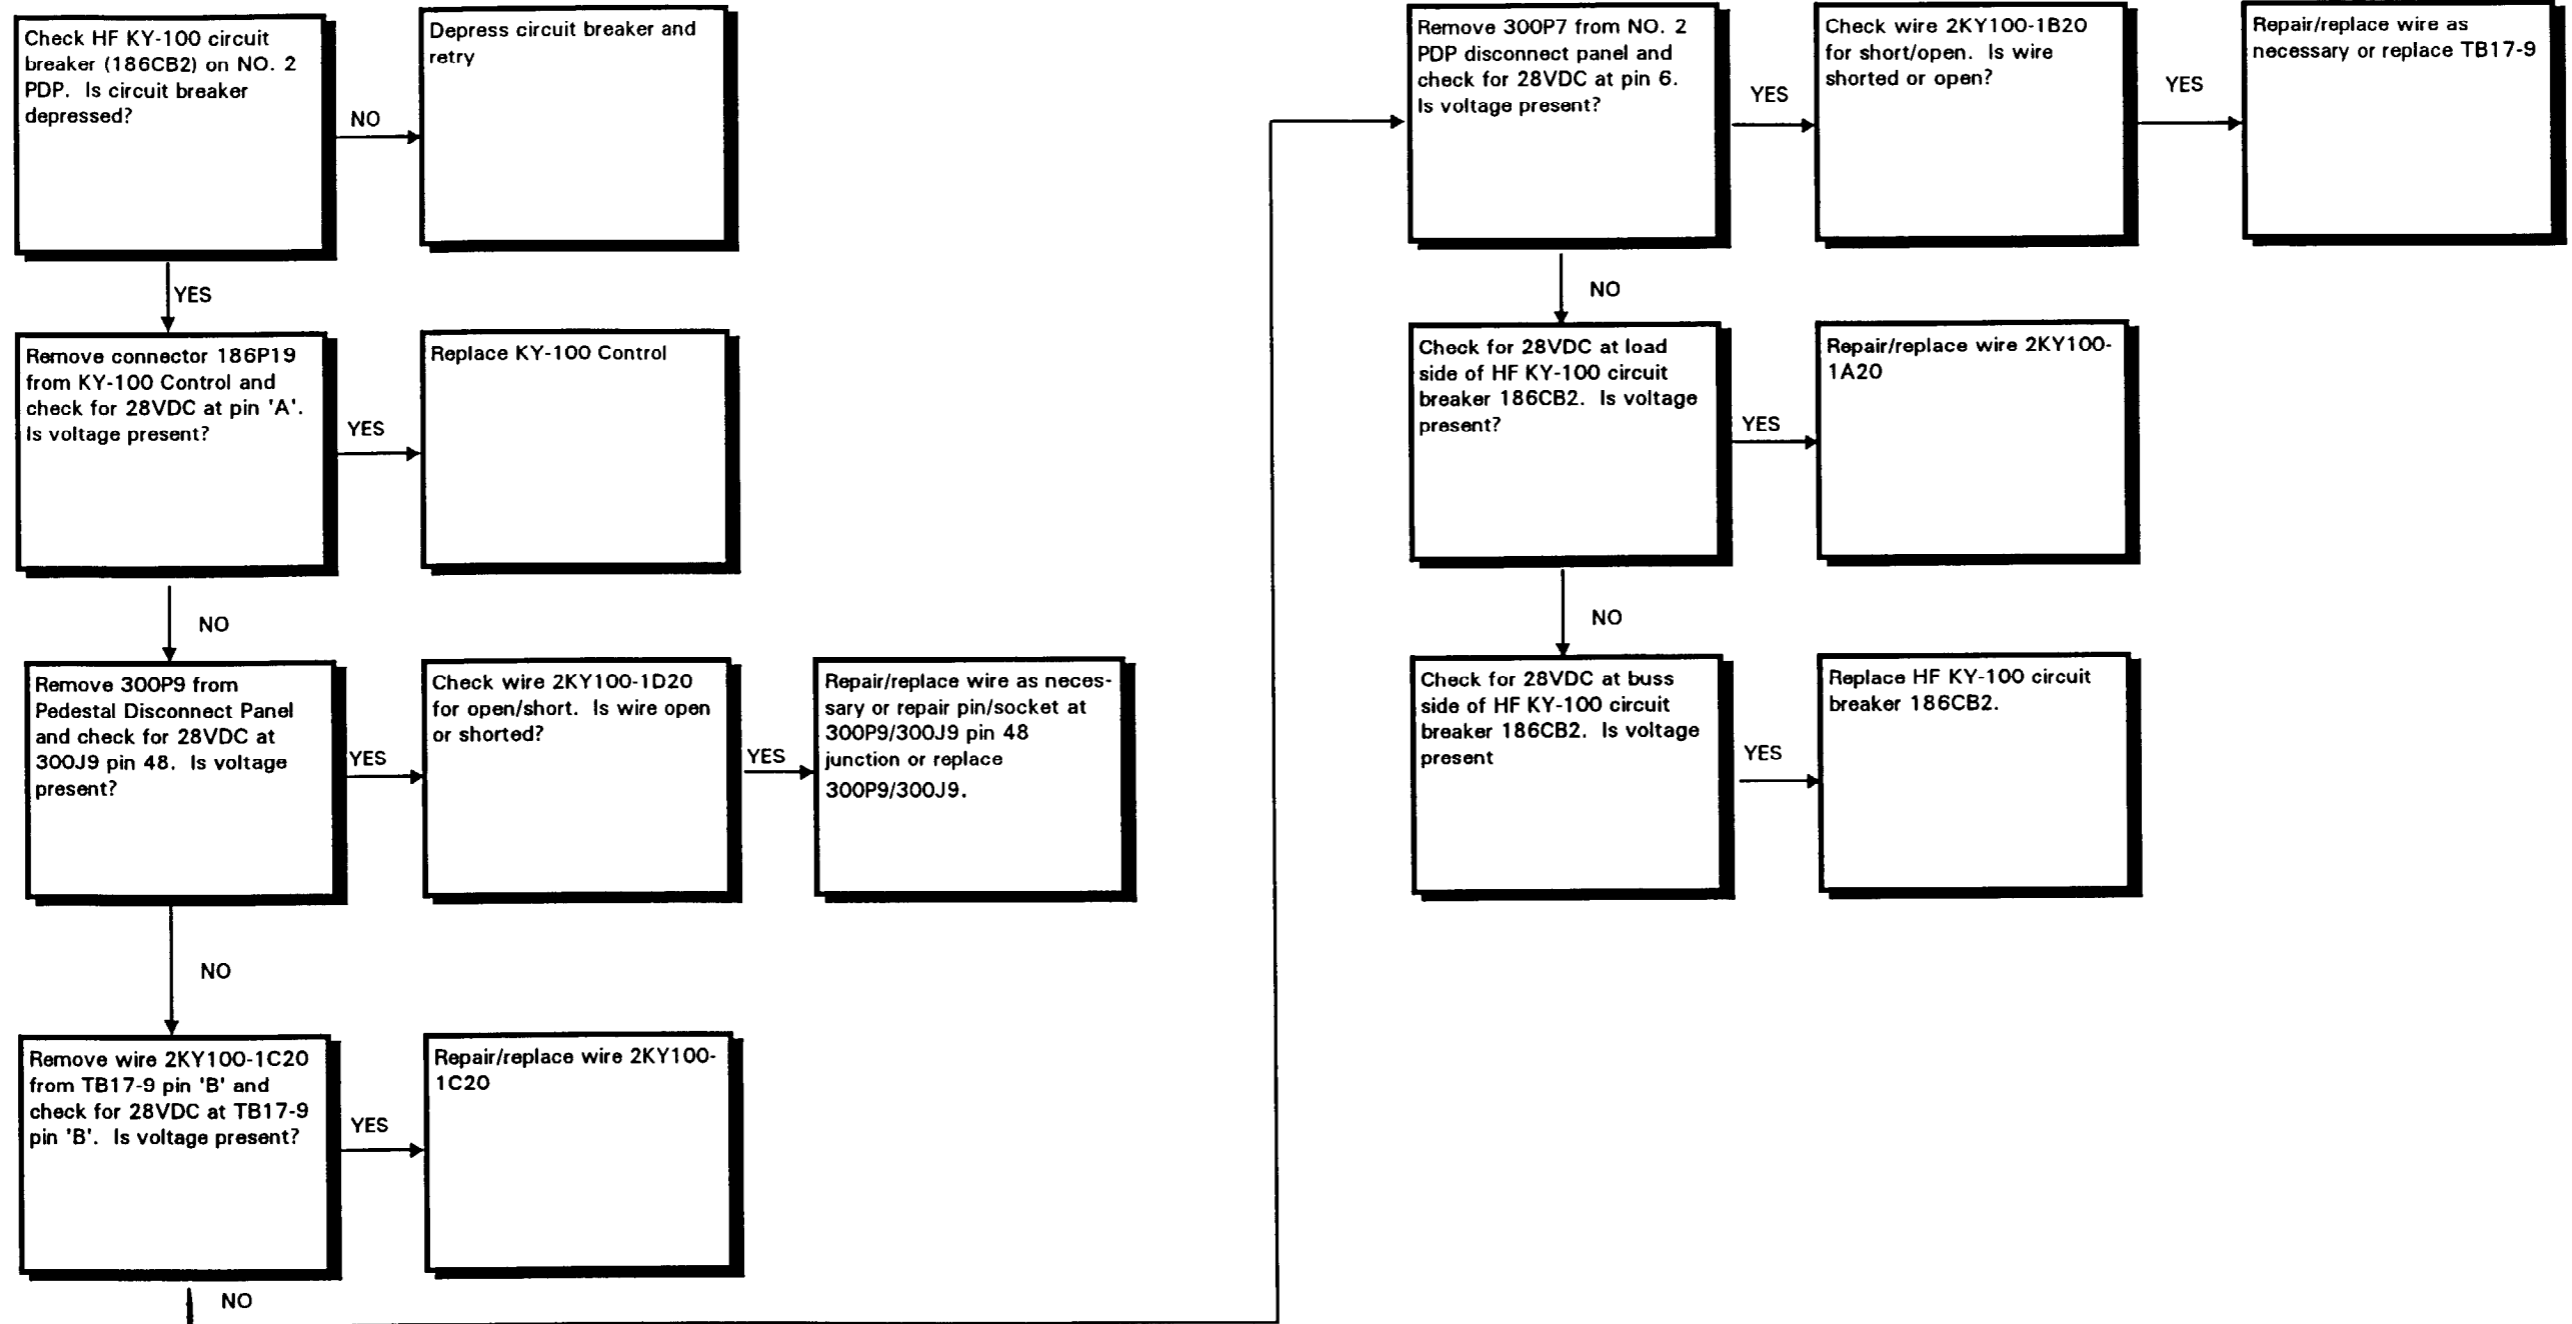 Check HF KY-100 circuit
breaker (186CB2) on NO. 2
PDP. Is circuit breaker
depressed?
NO
Depress circuit breaker and
retry
YES
Remove connector 186P19
from KY-100 Control and
check for 28VDC at pin 'A'.
Is voltage present?
YES
Replace KY-100 Control
NO
Remove 300P9 from
Pedestal Disconnect Panel
and check for 28VDC at
300J9 pin 48. Is voltage
present?
YES
Check wire 2KY100-1D20
for open/short. Is wire open
or shorted?
YES
Repair/replace wire as neces-
sary or repair pin/socket at
300P9/300J9 pin 48
junction or replace
300P9/300J9.
NO
Remove wire 2KY100-1C20
from TB17-9 pin 'B' and
check for 28VDC at TB17-9
pin 'B'. Is voltage present?
YES
Repair/replace wire 2KY100-
1C20
NO
Remove 300P7 from NO. 2
PDP disconnect panel and
check for 28VDC at pin 6.
Is voltage present?
YES
Check wire 2KY100-1B20
for short/open. Is wire
shorted or open?
YES
Repair/replace wire as
necessary or replace TB17-9
NO
Check for 28VDC at load
side of HF KY-100 circuit
breaker 186CB2. Is voltage
present?
YES
Repair/replace wire 2KY100-
1A20
NO
Check for 28VDC at buss
side of HF KY-100 circuit
breaker 186CB2. Is voltage
present
YES
Replace HF KY-100 circuit
breaker 186CB2.